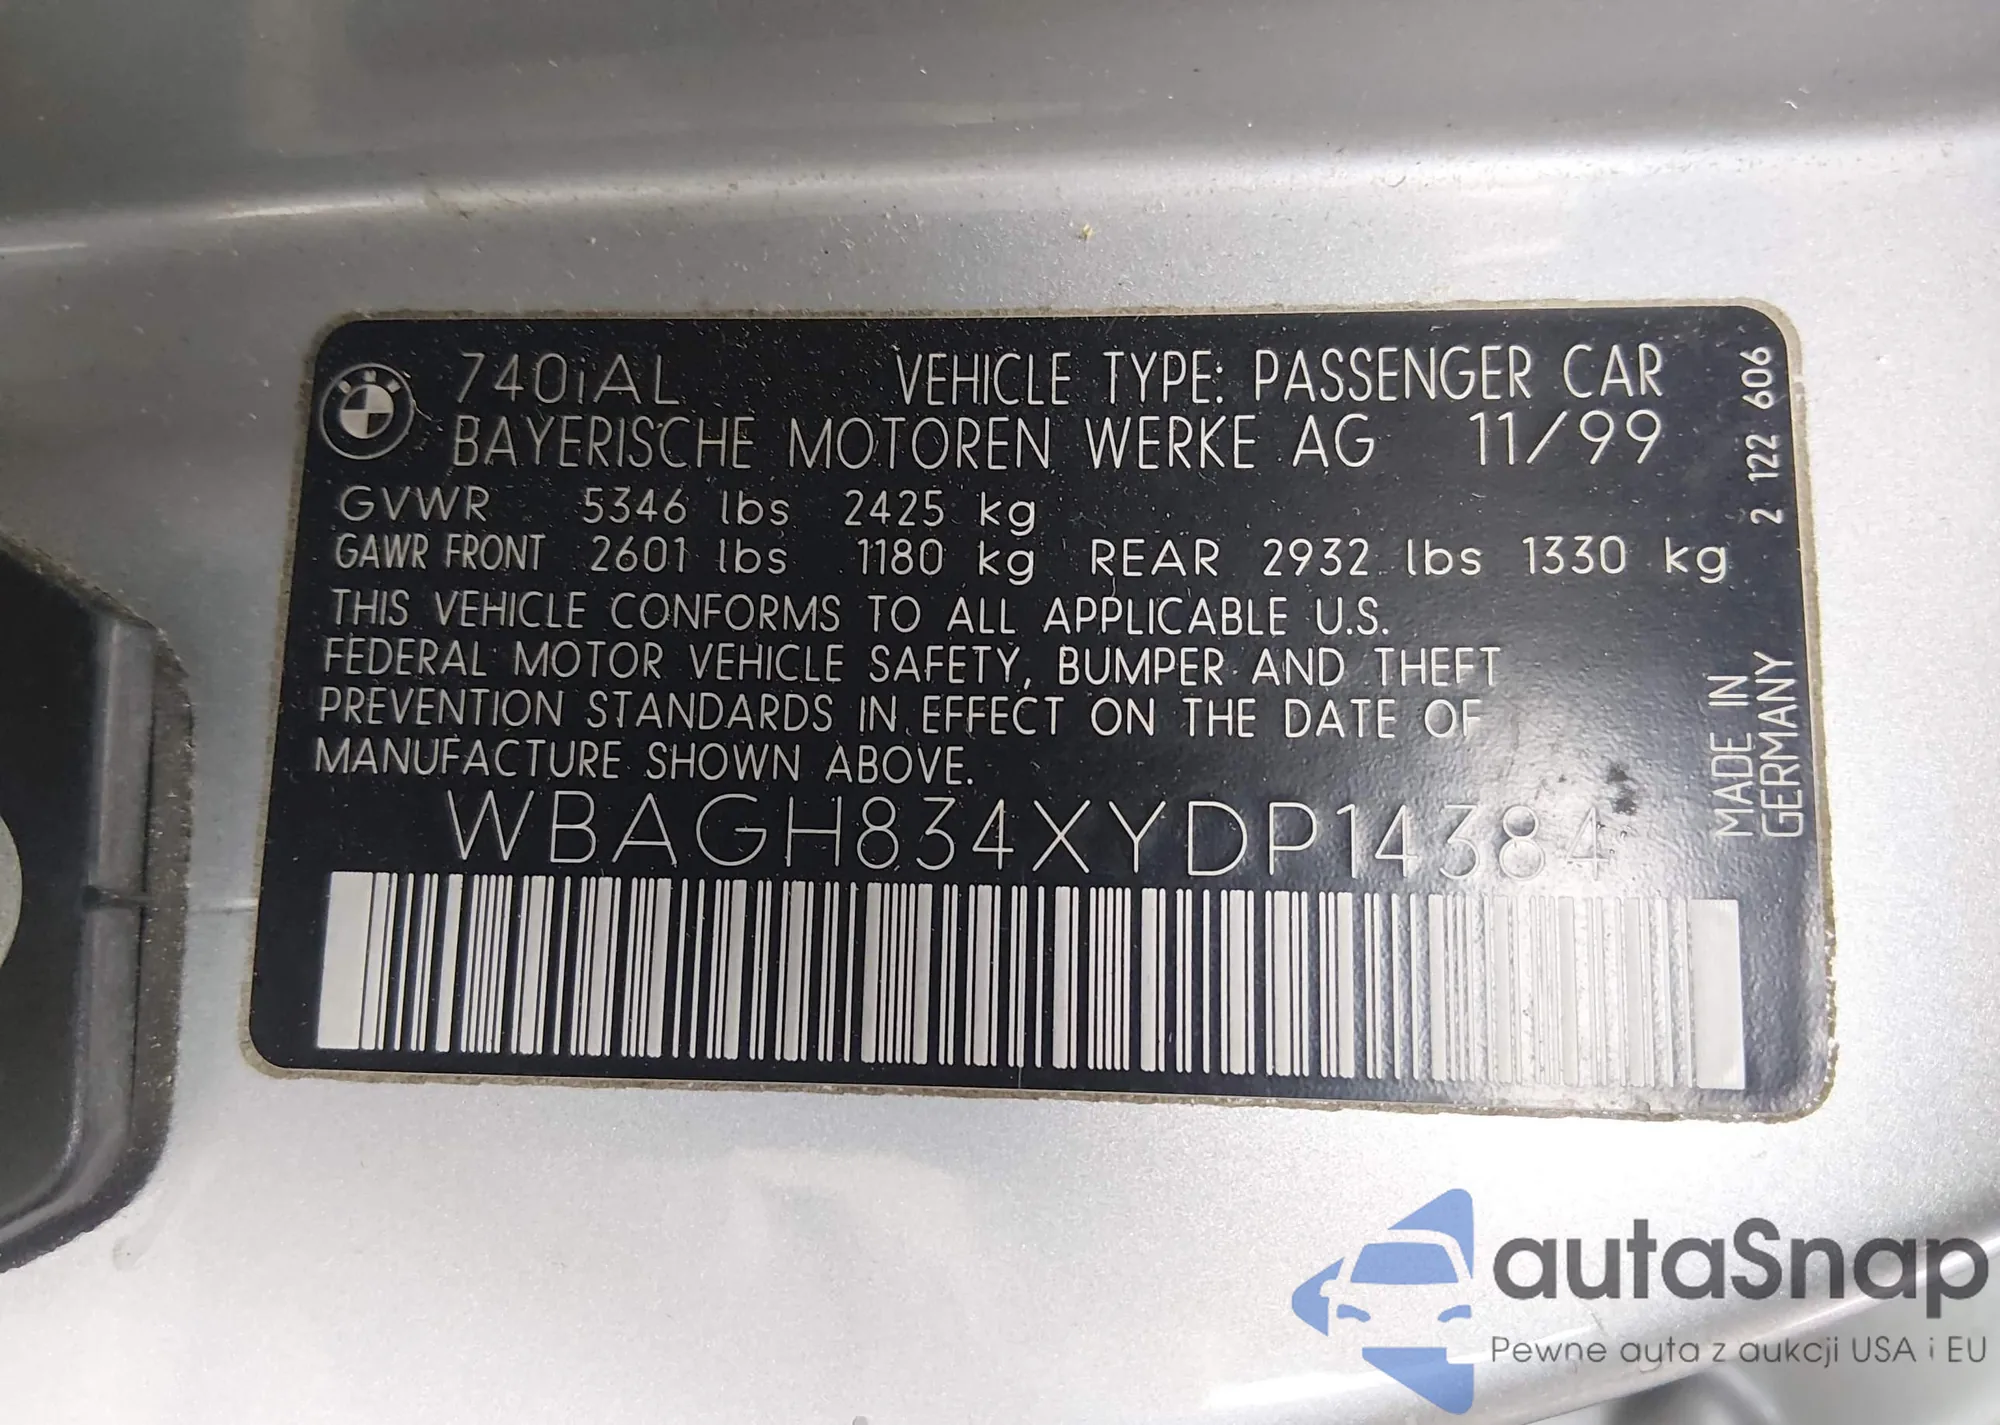 740iAL VEHICLE TYPE: PASSENGER CAR
BAYERISCHE MOTOREN WERKE AG 11/99
GVWR 5346 lbs 2425 kg
GAWR FRONT 2601 lbs 1180 kg REAR 2932 lbs 1330 kg
THIS VEHICLE CONFORMS TO ALL APPLICABLE U.S.
FEDERAL MOTOR VEHICLE SAFETY, BUMPER AND THEFT
PREVENTION STANDARDS IN EFFECT ON THE DATE OF
MANUFACTURE SHOWN ABOVE.
WBAGH834XYDP14384
2 122 606
MADE IN
GERMANY
autaSnap
Pewne auta z aukcji USA i EU